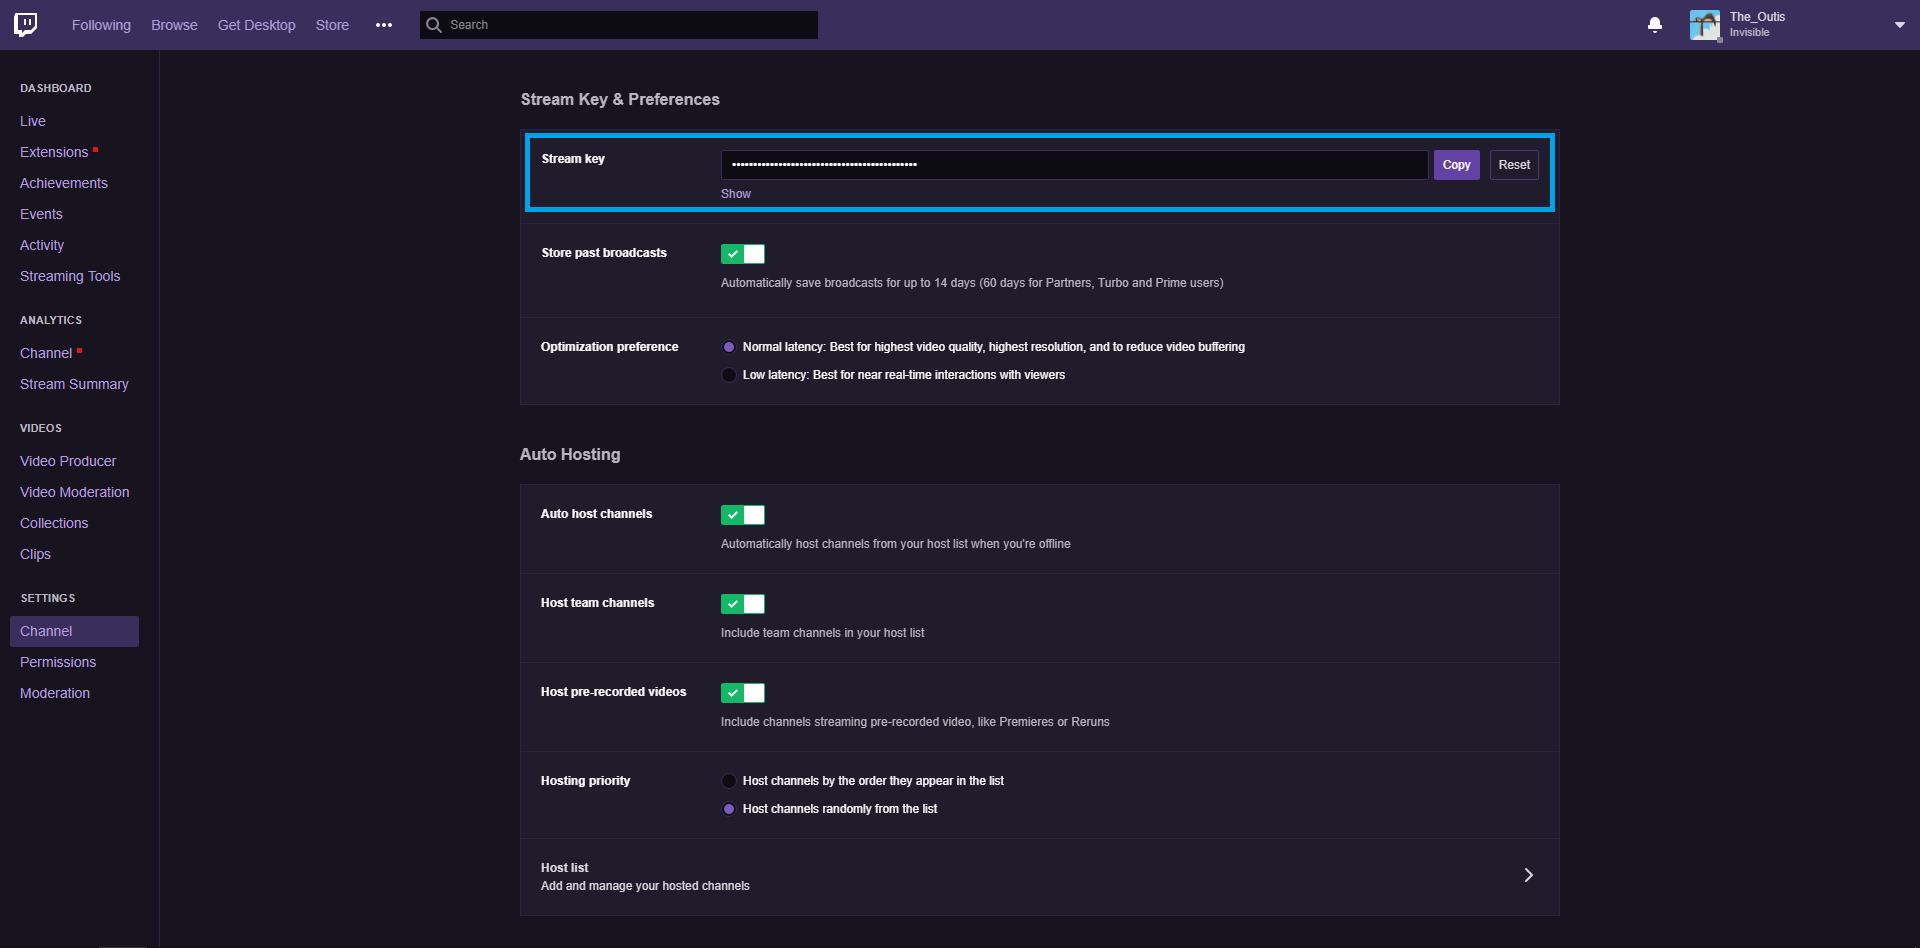 Following Browse Get Desktop Store ••• Search The_Outis
Invisible
DASHBOARD
Live
Extensions
Achievements
Events
Activity
Streaming Tools
ANALYTICS
Channel
Stream Summary
VIDEOS
Video Producer
Video Moderation
Collections
Clips
SETTINGS
Channel
Permissions
Moderation
Stream Key & Preferences
Stream key Copy Reset
Show
Store past broadcasts
Automatically save broadcasts for up to 14 days (60 days for Partners, Turbo and Prime users)
Optimization preference Normal latency: Best for highest video quality, highest resolution, and to reduce video buffering
Low latency: Best for near real-time interactions with viewers
Auto Hosting
Auto host channels
Automatically host channels from your host list when you're offline
Host team channels
Include team channels in your host list
Host pre-recorded videos
Include channels streaming pre-recorded video, like Premieres or Reruns
Hosting priority Host channels by the order they appear in the list
Host channels randomly from the list
Host list
Add and manage your hosted channels